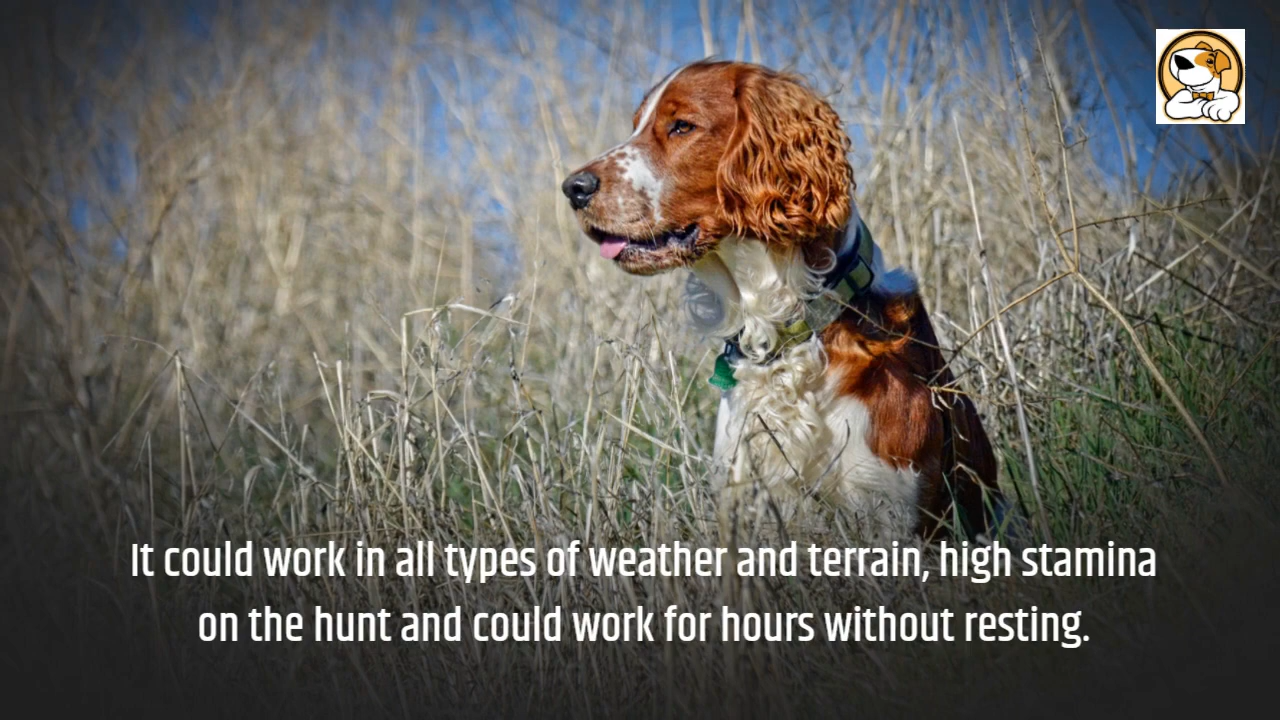 It could work in all types of weather and terrain, high stamina
on the hunt and could work for hours without resting.